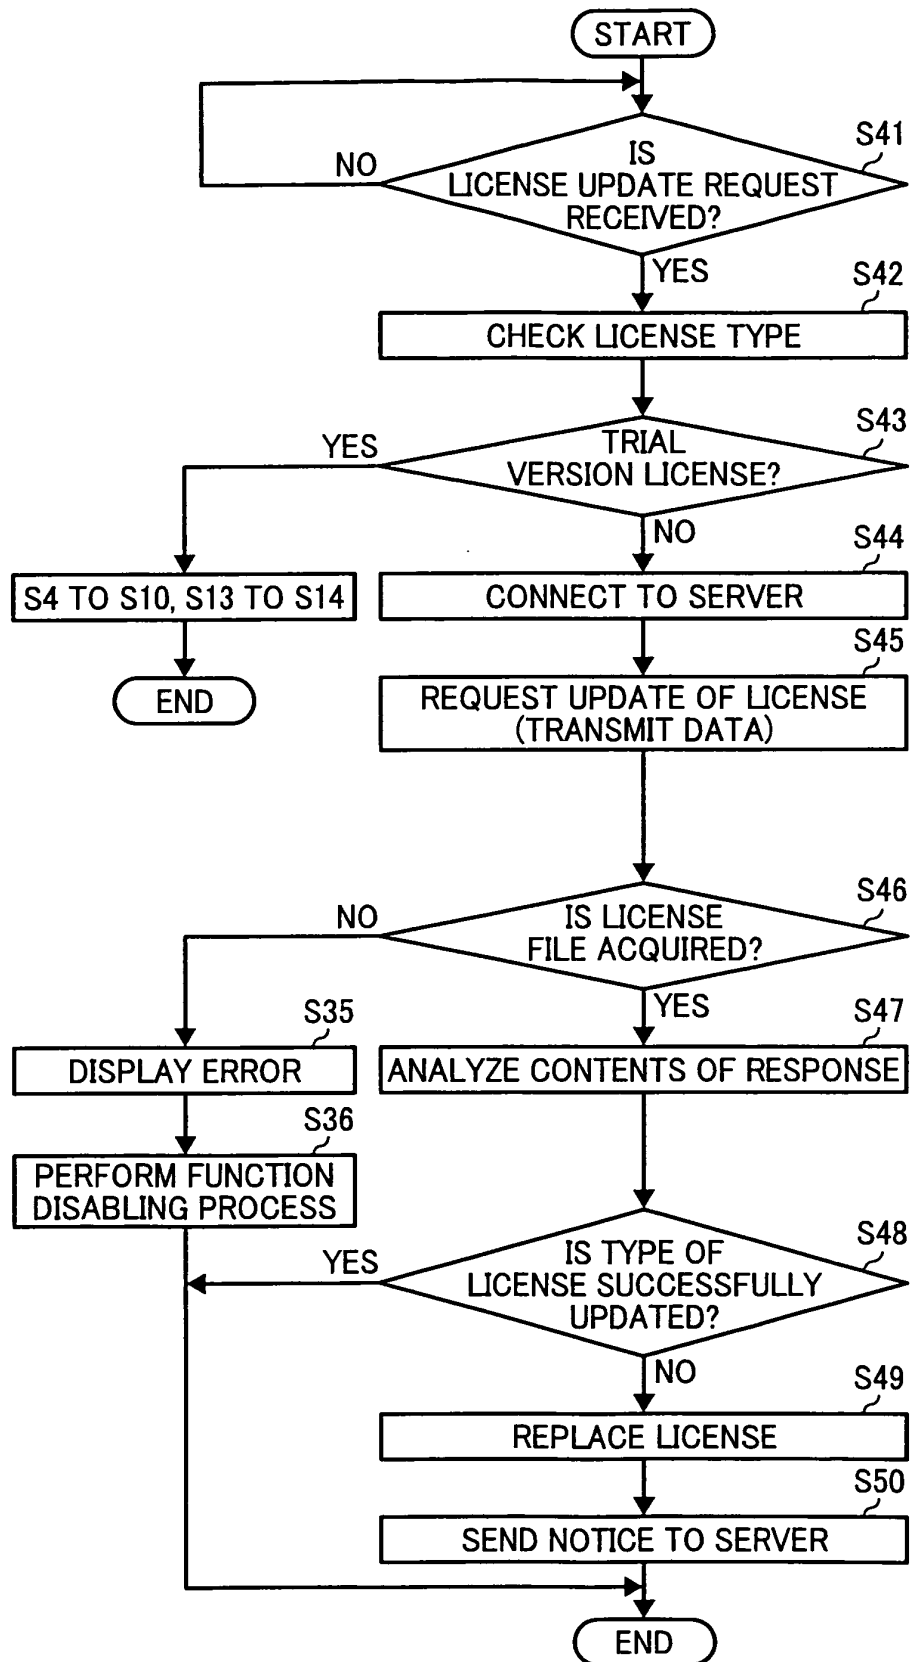 START
S41
IS
LICENSE UPDATE REQUEST
RECEIVED?
NO
YES
S42
CHECK LICENSE TYPE
S43
TRIAL
VERSION LICENSE?
YES
NO
S4 TO S10, S13 TO S14
END
S44
CONNECT TO SERVER
S45
REQUEST UPDATE OF LICENSE
(TRANSMIT DATA)
S46
IS LICENSE
FILE ACQUIRED?
NO
YES
S35
DISPLAY ERROR
S36
PERFORM FUNCTION
DISABLING PROCESS
S47
ANALYZE CONTENTS OF RESPONSE
S48
IS TYPE OF
LICENSE SUCCESSFULLY
UPDATED?
YES
NO
S49
REPLACE LICENSE
S50
SEND NOTICE TO SERVER
END